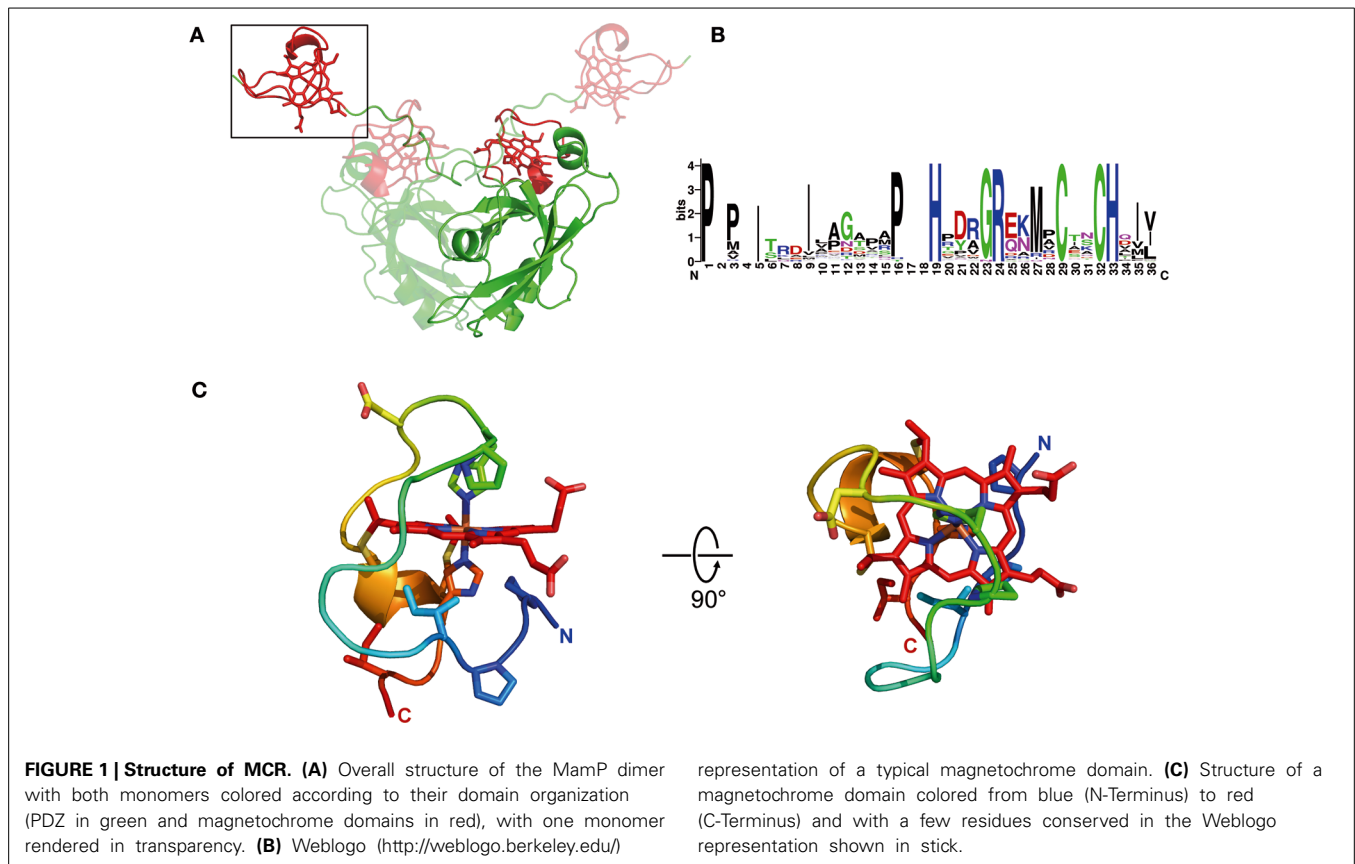 A
B
4
3
2
1
0
bits
P P I T R D I A G P H D R G R E K M C C H V L
1 2 3 4 5 6 7 8 9 10 11 12 13 14 15 16 17 18 19 20 21 22 23 24 25 26 27 28 29 30 31 32 33 34 35 36
N C
C
N
C
90°
N
C
FIGURE 1 | Structure of MCR. (A) Overall structure of the MamP dimer
with both monomers colored according to their domain organization
(PDZ in green and magnetochrome domains in red), with one monomer
rendered in transparency. (B) Weblogo (http://weblogo.berkeley.edu/)
representation of a typical magnetochrome domain. (C) Structure of a
magnetochrome domain colored from blue (N-Terminus) to red
(C-Terminus) and with a few residues conserved in the Weblogo
representation shown in stick.